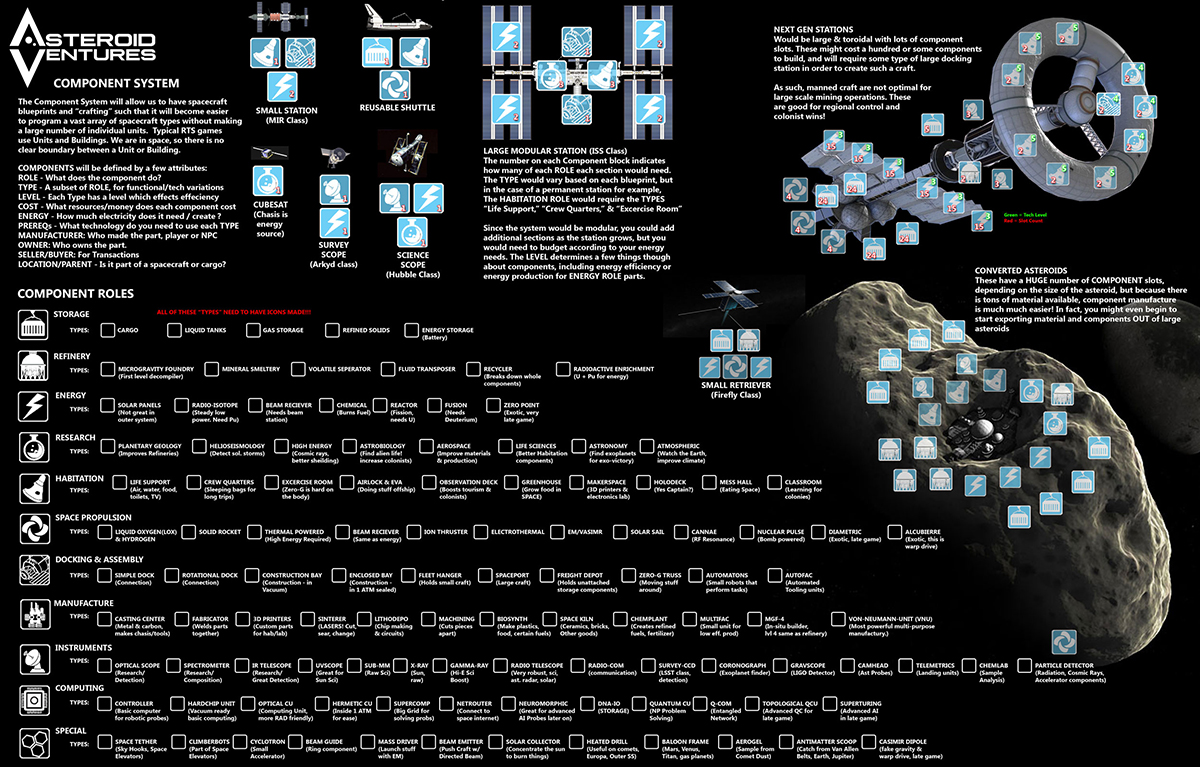 ASTEROID
VENTURES
COMPONENT SYSTEM
The Component System will allow us to have spacecraft
blueprints and "crafting" such that it will become easier
to program a vast array of spacecraft types without making
a large number of individual units. Typical RTS games
use Units and Buildings. We are in space, so there is no
clear boundary between a Unit or Building.
COMPONENTS will be defined by a few attributes:
ROLE - What does the component do?
TYPE - A subset of ROLE, for functional/tech variations
LEVEL - Each Type has a level which effects effeciency
COST - What resources/money does each component cost
ENERGY - How much electricity does it need / create ?
PREREQs - What technology do you need to use each TYPE
MANUFACTURER: Who made the part, player or NPC
OWNER: Who owns the part.
SELLER/BUYER: For Transactions
LOCATION/PARENT - Is it part of a spacecraft or cargo?
SMALL STATION
(MIR Class)
REUSABLE SHUTTLE
CUBESAT
(Chasis is
energy
source)
SURVEY
SCOPE
(Arkyd class)
SCIENCE
SCOPE
(Hubble Class)
LARGE MODULAR STATION (ISS Class)
The number on each Component block indicates
how many of each ROLE each section would need.
The TYPE would vary based on each blueprint, but
in the case of a permanent station for example,
The HABITATION ROLE would require the TYPES
"Life Support," "Crew Quarters," & "Excercise Room"
Since the system would be modular, you could add
additional sections as the station grows, but you
would need to budget according to your energy
needs. The LEVEL determines a few things though
about components, including energy efficiency or
energy production for ENERGY ROLE parts.
SMALL RETRIEVER
(Firefly Class)
NEXT GEN STATIONS
Would be large & toroidal with lots of component
slots. These might cost a hundred or some components
to build, and will require some type of large docking
station in order to create such a craft.
As such, manned craft are not optimal for
large scale mining operations. These
are good for regional control and
colonist wins!
Green = Tech Level
Red = Slot Count
CONVERTED ASTEROIDS
These have a HUGE number of COMPONENT slots,
depending on the size of the asteroid, but because there
is tons of material available, component manufacture
is much much easier! In fact, you might even begin to
start exporting material and components OUT of large
asteroids
COMPONENT ROLES
ALL OF THESE "TYPES" NEED TO HAVE ICONS MADE!!!
STORAGE
TYPES: CARGO LIQUID TANKS GAS STORAGE REFINED SOLIDS ENERGY STORAGE
(Battery)
REFINERY
TYPES: MICROGRAVITY FOUNDRY MINERAL SMELTERY VOLATILE SEPERATOR FLUID TRANSPOSER RECYCLER RADIOACTIVE ENRICHMENT
(First level decompiler) (Breaks down whole (U + Pu for energy)
components)
ENERGY
TYPES: SOLAR PANELS RADIO-ISOTOPE BEAM RECIEVER CHEMICAL REACTOR FUSION ZERO POINT
(Not great in (Steady low (Needs beam (Burns Fuel) (Fission, (Needs (Exotic, very
outer system) power. Need Pu) station) needs U) Deuterium) late game)
RESEARCH
TYPES: PLANETARY GEOLOGY HELIOSEISMOLOGY HIGH ENERGY ASTROBIOLOGY AEROSPACE LIFE SCIENCES ASTRONOMY ATMOSPHERIC
(Improves Refineries) (Detect sol. storms) (Cosmic rays, (Find alien life! (Improve materials (Better Habitation (Find exoplanets (Watch the Earth,
better sheilding) increase colonists) & production) components) for exo-victory) improve climate)
HABITATION
TYPES: LIFE SUPPORT CREW QUARTERS EXCERCISE ROOM AIRLOCK & EVA OBSERVATION DECK GREENHOUSE MAKERSPACE HOLODECK MESS HALL CLASSROOM
(Air, water, food, (Sleeping bags for (Zero-G is hard on (Doing stuff offship) (Boosts tourism & (Grow food in (3D printers & (Yes Captain?) (Eating Space) (Learning for
toilets, TV) long trips) the body) colonists) SPACE) electronics lab) colonies)
SPACE PROPULSION
TYPES: LIQUID OXYGEN(LOX) SOLID ROCKET THERMAL POWERED BEAM RECIEVER ION THRUSTER ELECTROTHERMAL EM/VASIMR SOLAR SAIL CANNAE NUCLEAR PULSE DIAMETRIC ALCUBIERRE
& HYDROGEN (High Energy Required) (Same as energy) (RF Resonance) (Bomb powered) (Exotic, late game) (Exotic, this is
warp drive)
DOCKING & ASSEMBLY
TYPES: SIMPLE DOCK ROTATIONAL DOCK CONSTRUCTION BAY ENCLOSED BAY FLEET HANGER SPACEPORT FREIGHT DEPOT ZERO-G TRUSS AUTOMATONS AUTOFAC
(Connection) (Connection) (Construction - in (Construction - (Holds small craft) (Large craft) (Holds unattached (Moving stuff (Small robots that (Automated
Vacuum) in 1 ATM sealed) storage components) around) perform tasks) Tooling units)
MANUFACTURE
TYPES: CASTING CENTER FABRICATOR 3D PRINTERS SINTERER LITHODEPO MACHINING BIOSYNTH SPACE KILN CHEMPLANT MULTIFAC MGF-4 VON-NEUMANN-UNIT (VNU)
(Metal & carbon, (Welds parts (Custom parts (LASERS! Cut, (Chip making (Cuts pieces (Make plastics, (Ceramics, bricks, (Creates refined (Small unit for (In-situ builder, (Most powerful multi-purpose
makes chasis/tools) together) for hab/lab) sear, change) & circuits) apart) food, certain fuels) Other goods) fuels, fertilizer) low eff. prod) lvl 4 same as refinery) manufactury.)
INSTRUMENTS
TYPES: OPTICAL SCOPE SPECTROMETER IR TELESCOPE UVSCOPE SUB-MM X-RAY GAMMA-RAY RADIO TELESCOPE RADIO-COM SURVEY-CCD CORONOGRAPH GRAVSCOPE CAMHEAD TELEMETRICS CHEMLAB PARTICLE DETECTOR
(Research/ (Research/ (Research/ (Great for (Raw Sci) (Sun, (Hi-E Sci (Very robust, sci, (communication) (LSST class, (Exoplanet finder) (LIGO Detector) (Ast Probes) (Landing units) (Sample (Radiation, Cosmic Rays,
Detection) Composition) Great Detection) Sun Sci) raw) Boost) ast. radar, solar) detection) Analysis) Accelerator components)
COMPUTING
TYPES: CONTROLLER HARDCHIP UNIT OPTICAL CU HERMETIC CU SUPERCOMP NETROUTER NEUROMORPHIC DNA-IO QUANTUM CU Q-COM TOPOLOGICAL QCU SUPERTURING
(Basic computer (Vacuum ready (Computing Unit, (Inside 1 ATM (Big Grid for (Connect to (Great for advanced (STORAGE) (NP Problem (Entangled (Advanced QC for (Advanced AI
for robotic probes) basic computing) more RAD friendly) for ease) solving probs) space internet) AI Probes later on) Solving) Network) late game) in late game)
SPECIAL
TYPES: SPACE TETHER CLIMBERBOTS CYCLOTRON BEAM GUIDE MASS DRIVER BEAM EMITTER SOLAR COLLECTOR HEATED DRILL BALOON FRAME AEROGEL ANTIMATTER SCOOP CASIMIR DIPOLE
(Sky Hooks, Space (Part of Space (Small (Ring component) (Launch stuff (Push Craft w/ (Concentrate the sun (Useful on comets, (Mars, Venus, (Sample from (Catch from Van Allen (fake gravity &
Elevators) Elevators) Accelerator) with EM) Directed Beam) to burn things) Europa, Outer SS) Titan, gas planets) Comet Dust) Belts, Earth, Jupiter) warp drive, late game)